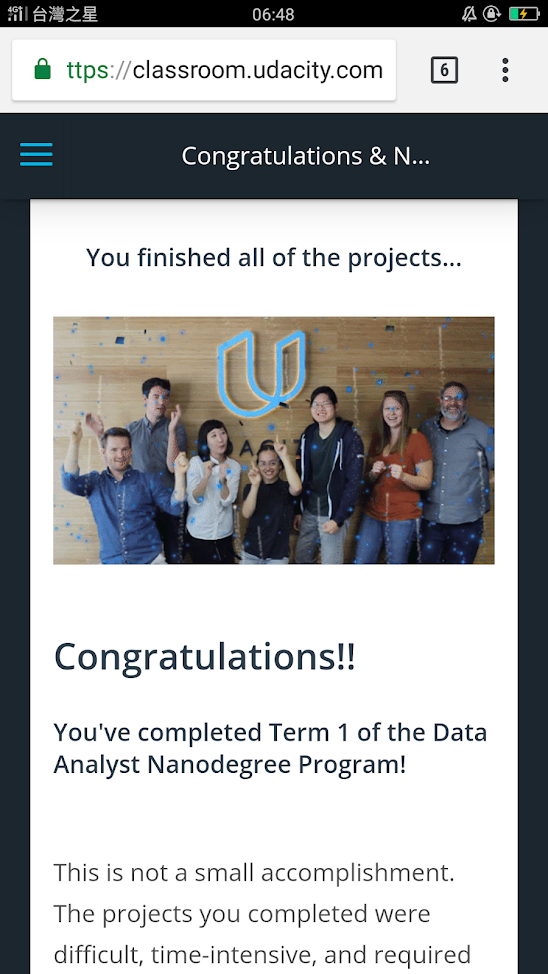 4G 台灣之星 06:48
ttps://classroom.udacity.com 6
Congratulations & N...
You finished all of the projects...
Congratulations!!
You've completed Term 1 of the Data
Analyst Nanodegree Program!
This is not a small accomplishment.
The projects you completed were
difficult, time-intensive, and required